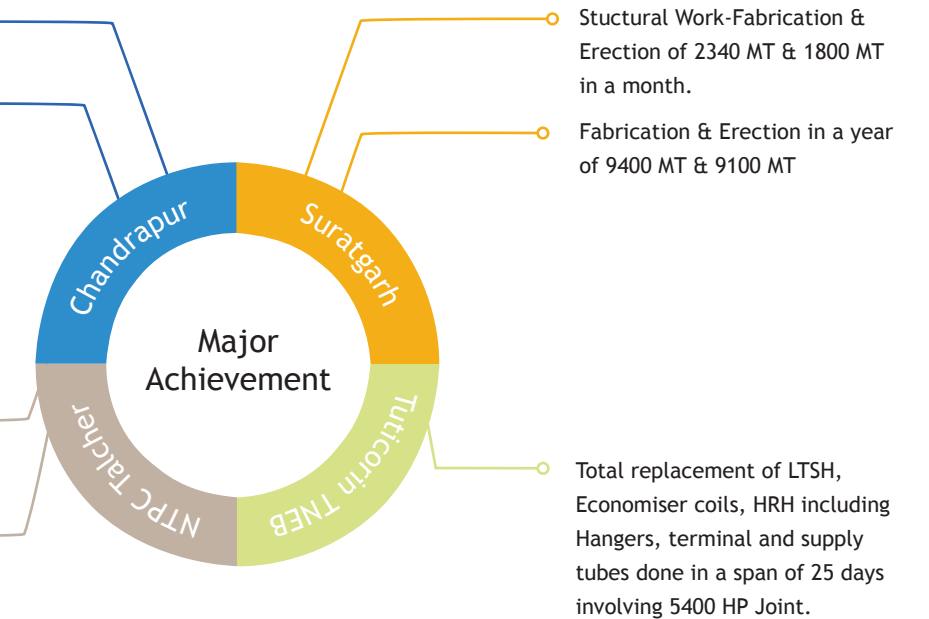 Stuctural Work-Fabrication &
Erection of 2340 MT & 1800 MT
in a month.
Fabrication & Erection in a year
of 9400 MT & 9100 MT
Chandrapur
Suratgarh
Major
Achievement
NTPC Talcher
Tuticorin TNEB
Total replacement of LTSH,
Economiser coils, HRH including
Hangers, terminal and supply
tubes done in a span of 25 days
involving 5400 HP Joint.